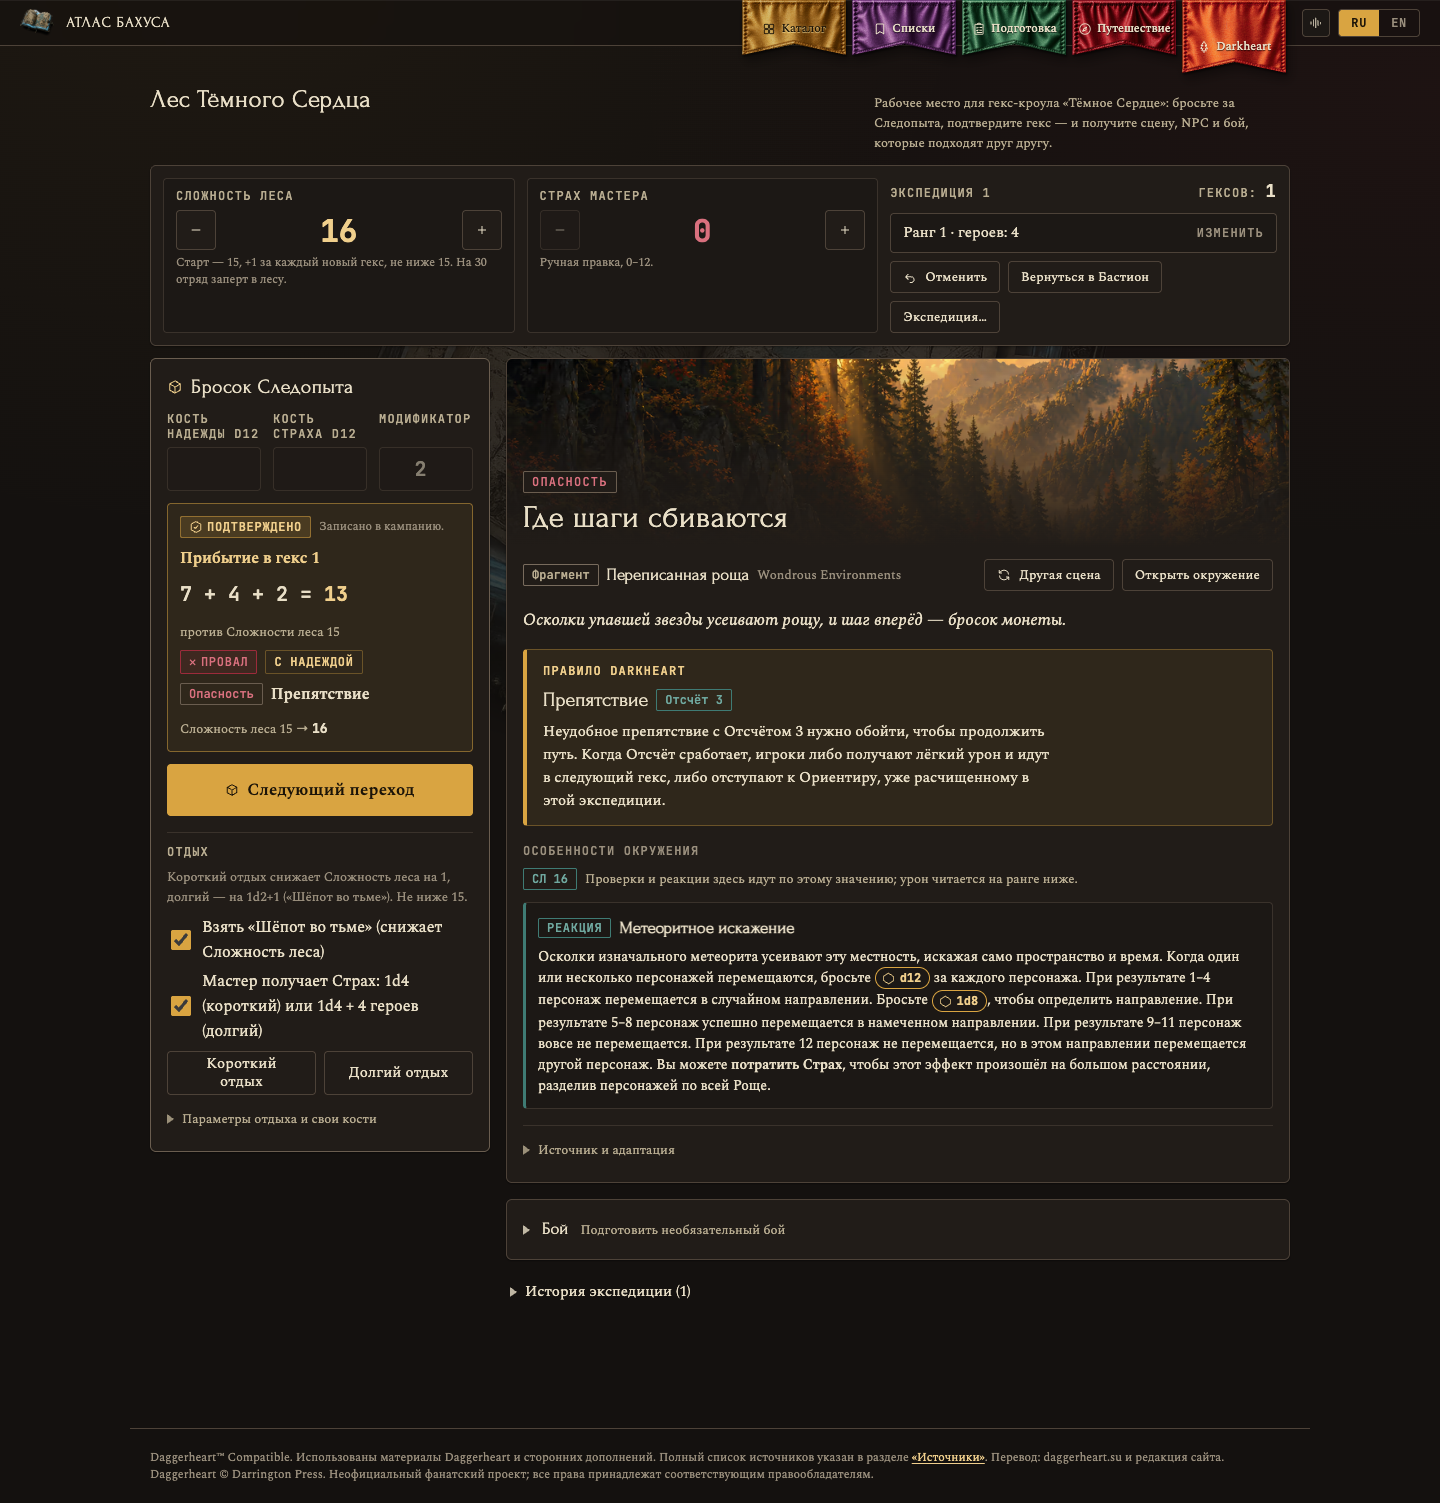 АТЛАС БАХУСА
Каталог
Списки
Подготовка
Путешествие
Darkheart
RU
EN
Лес Тёмного Сердца
Рабочее место для гекс-кроула «Тёмное Сердце»: бросьте за
Следопыта, подтвердите гекс — и получите сцену, NPC и бой,
которые подходят друг другу.
СЛОЖНОСТЬ ЛЕСА
− 16 +
Старт — 15, +1 за каждый новый гекс, не ниже 15. На 30
отряд заперт в лесу.
СТРАХ МАСТЕРА
− 0 +
Ручная правка, 0–12.
ЭКСПЕДИЦИЯ 1
ГЕКСОВ: 1
Ранг 1 · героев: 4
ИЗМЕНИТЬ
Отменить
Вернуться в Бастион
Экспедиция…
Бросок Следопыта
КОСТЬ
НАДЕЖДЫ D12
КОСТЬ
СТРАХА D12
МОДИФИКАТОР
2
ПОДТВЕРЖДЕНО
Записано в кампанию.
Прибытие в гекс 1
7 + 4 + 2 = 13
против Сложности леса 15
× ПРОВАЛ
С НАДЕЖДОЙ
Опасность
Препятствие
Сложность леса 15 → 16
Следующий переход
ОТДЫХ
Короткий отдых снижает Сложность леса на 1,
долгий — на 1d2+1 («Шёпот во тьме»). Не ниже 15.
Взять «Шёпот во тьме» (снижает
Сложность леса)
Мастер получает Страх: 1d4
(короткий) или 1d4 + 4 героев
(долгий)
Короткий
отдых
Долгий отдых
Параметры отдыха и свои кости
ОПАСНОСТЬ
Где шаги сбиваются
Фрагмент
Переписанная роща
Wondrous Environments
Другая сцена
Открыть окружение
Осколки упавшей звезды усеивают рощу, и шаг вперёд — бросок монеты.
ПРАВИЛО DARKHEART
Препятствие
Отсчёт 3
Неудобное препятствие с Отсчётом 3 нужно обойти, чтобы продолжить
путь. Когда Отсчёт сработает, игроки либо получают лёгкий урон и идут
в следующий гекс, либо отступают к Ориентиру, уже расчищенному в
этой экспедиции.
ОСОБЕННОСТИ ОКРУЖЕНИЯ
СЛ 16
Проверки и реакции здесь идут по этому значению; урон читается на ранге ниже.
РЕАКЦИЯ
Метеоритное искажение
Осколки изначального метеорита усеивают эту местность, искажая само пространство и время. Когда один
или несколько персонажей перемещаются, бросьте d12 за каждого персонажа. При результате 1–4
персонаж перемещается в случайном направлении. Бросьте 1d8, чтобы определить направление. При
результате 5–8 персонаж успешно перемещается в намеченном направлении. При результате 9–11 персонаж
вовсе не перемещается. При результате 12 персонаж не перемещается, но в этом направлении перемещается
другой персонаж. Вы можете потратить Страх, чтобы этот эффект произошёл на большом расстоянии,
разделив персонажей по всей Роще.
Источник и адаптация
Бой
Подготовить необязательный бой
История экспедиции (1)
Daggerheart™ Compatible. Использованы материалы Daggerheart и сторонних дополнений. Полный список источников указан в разделе «Источники». Перевод: daggerheart.su и редакция сайта.
Daggerheart © Darrington Press. Неофициальный фанатский проект; все права принадлежат соответствующим правообладателям.